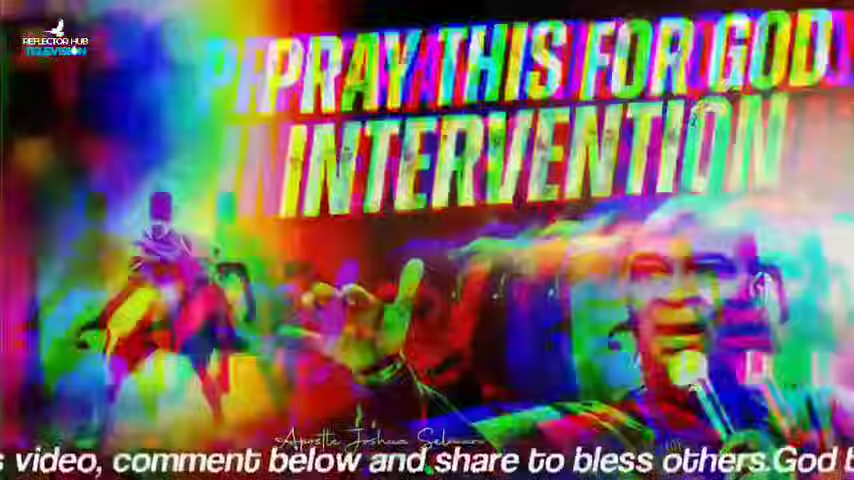 REFLECTOR HUB
TELEVISION
PRAY THIS FOR GOD
INTERVENTION
Apostle Joshua Selman
s video, comment below and share to bless others.God b